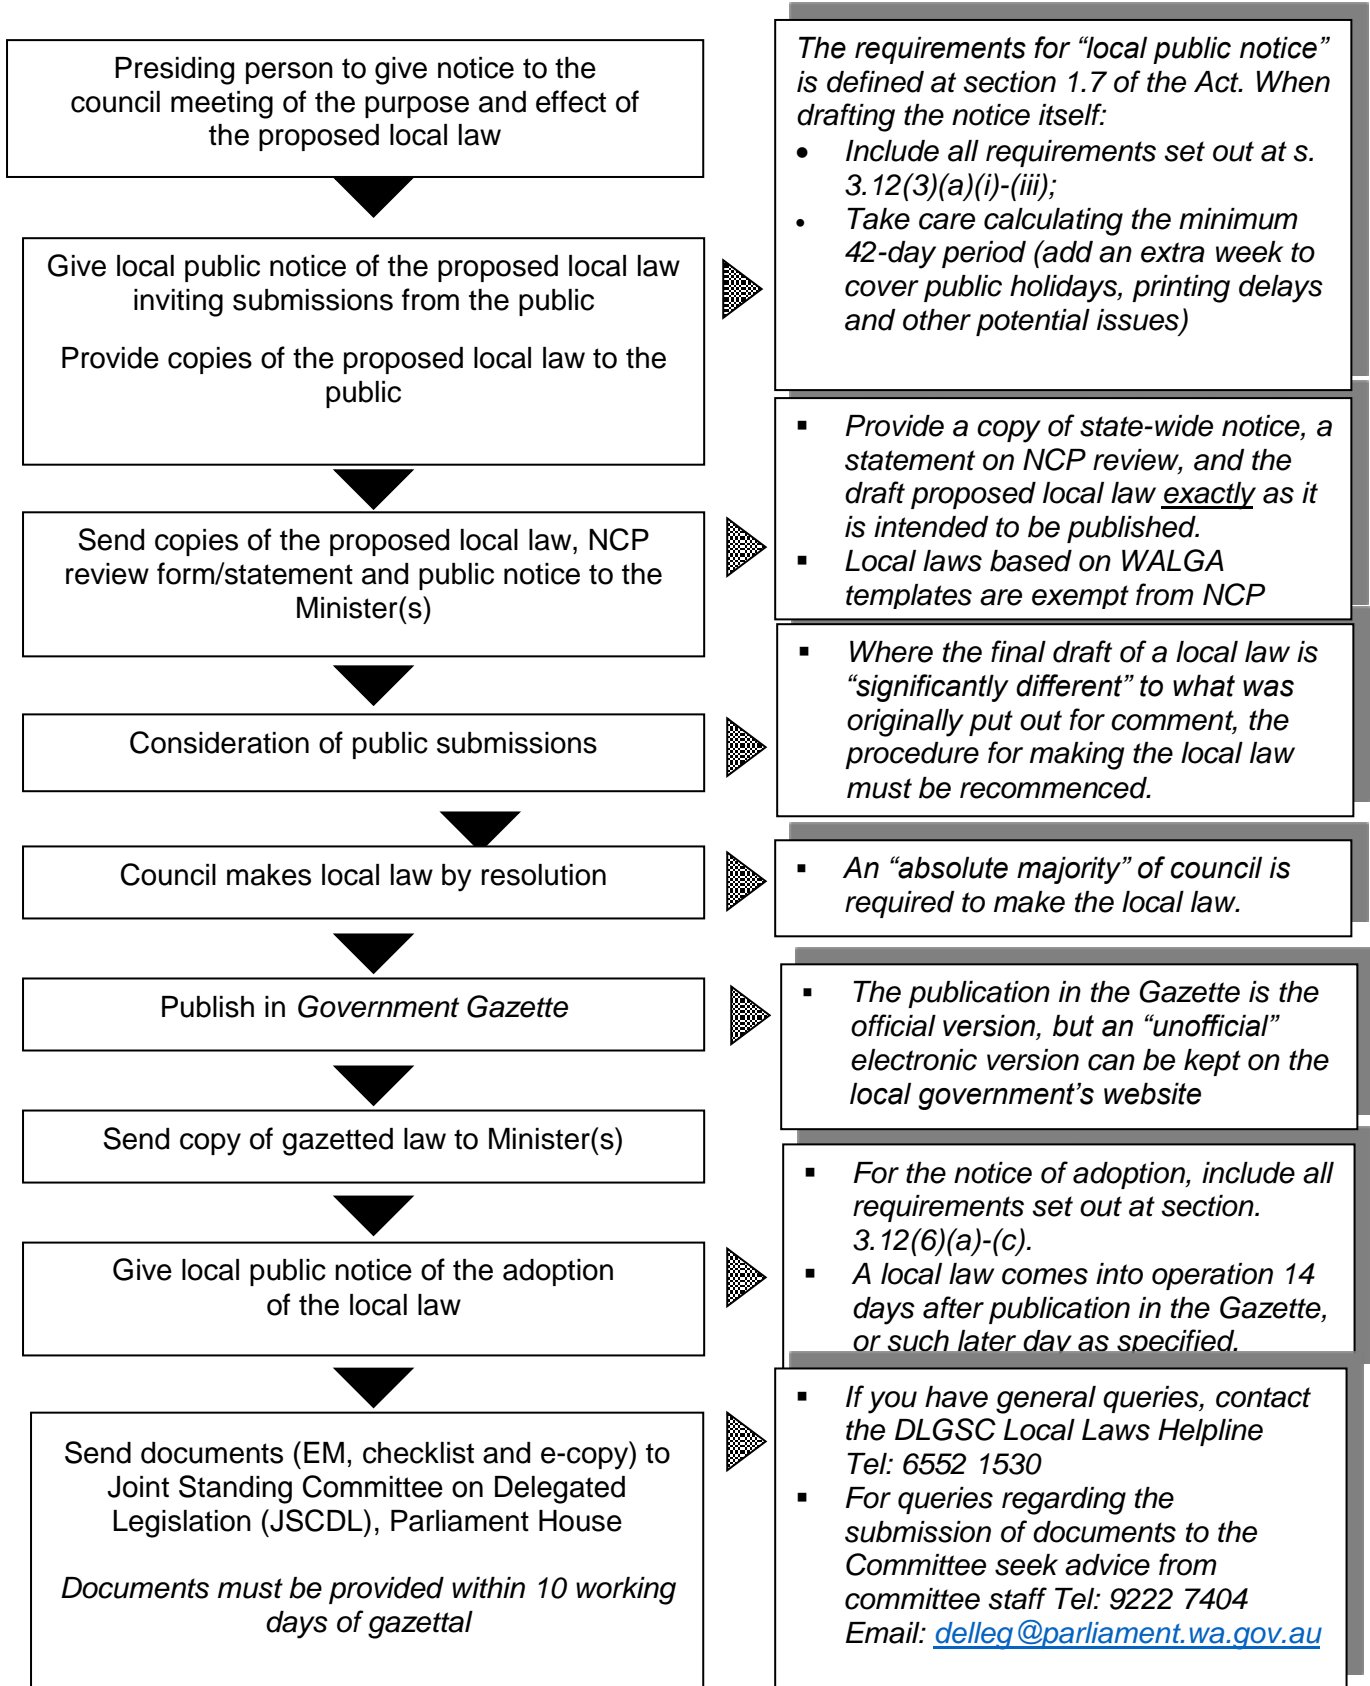 Presiding person to give notice to the
council meeting of the purpose and effect of
the proposed local law
The requirements for “local public notice”
is defined at section 1.7 of the Act. When
drafting the notice itself:
• Include all requirements set out at s.
3.12(3)(a)(i)-(iii);
• Take care calculating the minimum
42-day period (add an extra week to
cover public holidays, printing delays
and other potential issues)
Give local public notice of the proposed local law
inviting submissions from the public
Provide copies of the proposed local law to the
public
▪ Provide a copy of state-wide notice, a
statement on NCP review, and the
draft proposed local law exactly as it
is intended to be published.
▪ Local laws based on WALGA
templates are exempt from NCP
Send copies of the proposed local law, NCP
review form/statement and public notice to the
Minister(s)
▪ Where the final draft of a local law is
“significantly different” to what was
originally put out for comment, the
procedure for making the local law
must be recommenced.
Consideration of public submissions
Council makes local law by resolution
▪ An “absolute majority” of council is
required to make the local law.
Publish in Government Gazette
▪ The publication in the Gazette is the
official version, but an “unofficial”
electronic version can be kept on the
local government’s website
Send copy of gazetted law to Minister(s)
▪ For the notice of adoption, include all
requirements set out at section.
3.12(6)(a)-(c).
▪ A local law comes into operation 14
days after publication in the Gazette,
or such later day as specified.
Give local public notice of the adoption
of the local law
▪ If you have general queries, contact
the DLGSC Local Laws Helpline
Tel: 6552 1530
▪ For queries regarding the
submission of documents to the
Committee seek advice from
committee staff Tel: 9222 7404
Email: delleg@parliament.wa.gov.au
Send documents (EM, checklist and e-copy) to
Joint Standing Committee on Delegated
Legislation (JSCDL), Parliament House
Documents must be provided within 10 working
days of gazettal